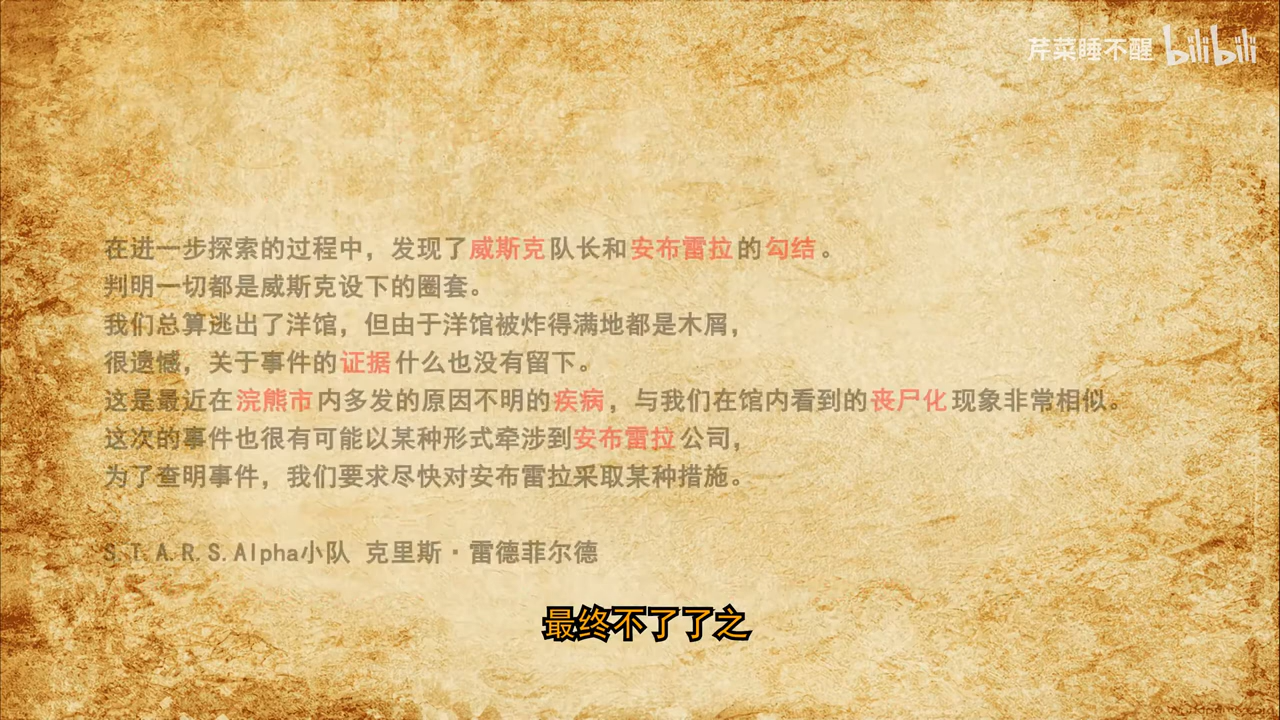 芹菜睡不醒 bilibili
在进一步探索的过程中，发现了威斯克队长和安布雷拉的勾结。
判明一切都是威斯克设下的圈套。
我们总算逃出了洋馆，但由于洋馆被炸得满地都是木屑，
很遗憾，关于事件的证据什么也没有留下。
这是最近在浣熊市内多发的原因不明的疾病，与我们在馆内看到的丧尸化现象非常相似。
这次的事件也很有可能以某种形式牵涉到安布雷拉公司，
为了查明事件，我们要求尽快对安布雷拉采取某种措施。
S.T.A.R.S.Alpha小队 克里斯·雷德菲尔德
最终不了了之